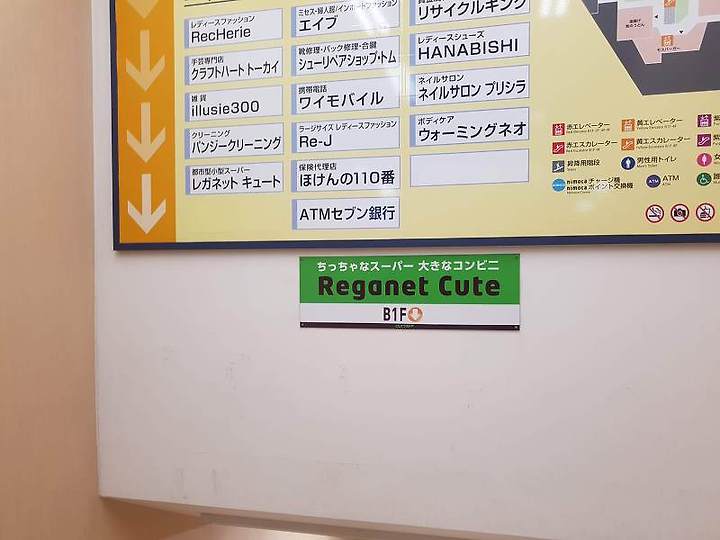 レディースファッション
RecHerie
手芸専門店
クラフトハート トーカイ
雑 貨
illusie300
クリーニング
バンジークリーニング
都市型小型スーパー
レガネット キュート
ミセス・婦人服/インポートファッション
エイブ
靴修理・バック修理・合鍵
シューリペアショップ・トム
携帯電話
ワイモバイル
ラージサイズ レディースファッション
Re-J
保険代理店
ほけんの110番
ATMセブン銀行
リサイクルキング
レディースシューズ
HANABISHI
ネイルサロン
ネイルサロン プリシラ
ボディケア
ウォーミングネオ
モスバーガー
赤エレベーター
黄エレベーター
紫
赤エスカレーター
黄エスカレーター
紫
昇降用階段
男性用トイレ
女
nimoca チャージ機
nimoca ポイント交換機
ATM
ATM
ちっちゃなスーパー 大きなコンビニ
Reganet Cute
B1F